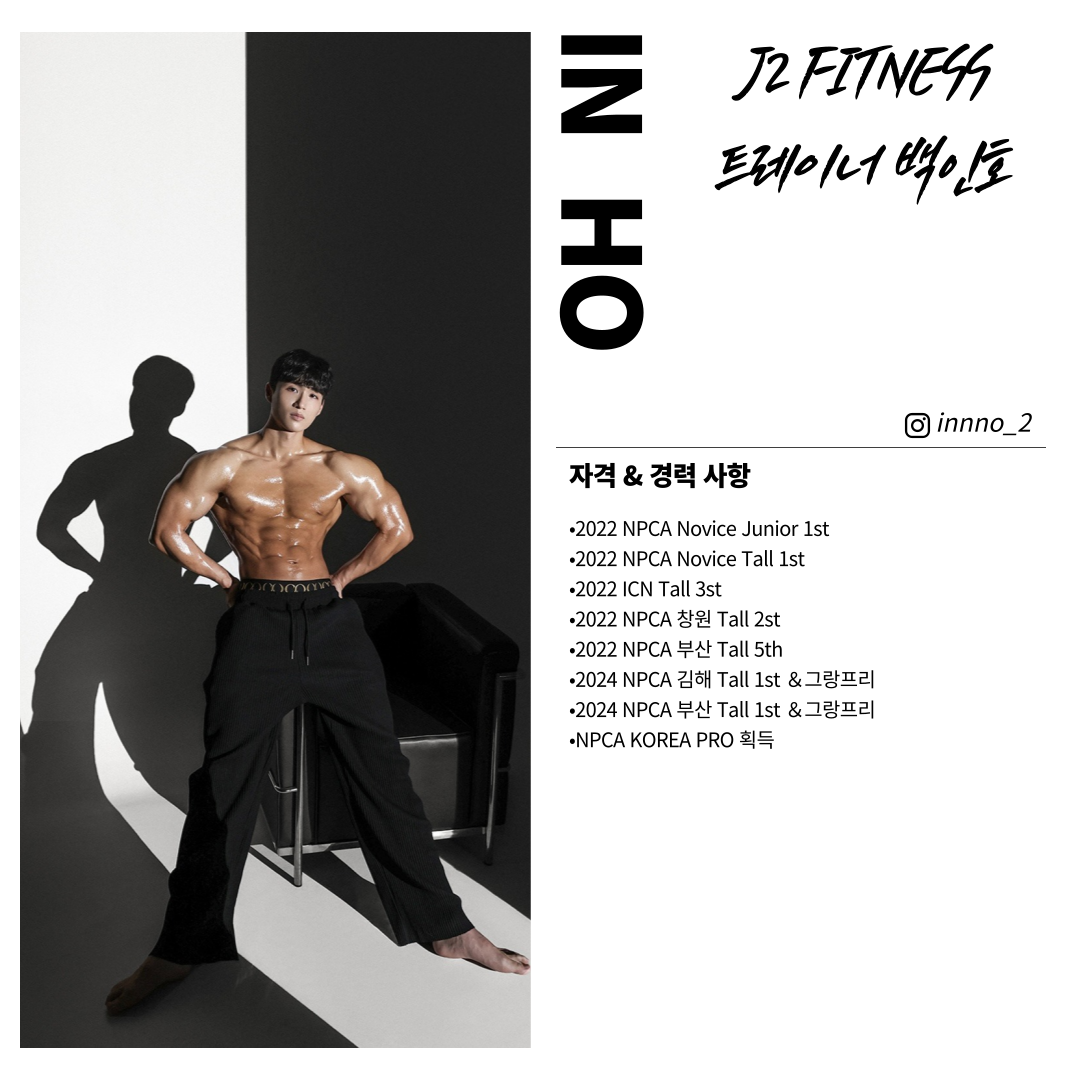 IN HO
J2 FITNESS
트레이너 백인호
innno_2
자격 & 경력 사항
•2022 NPCA Novice Junior 1st
•2022 NPCA Novice Tall 1st
•2022 ICN Tall 3st
•2022 NPCA 창원 Tall 2st
•2022 NPCA 부산 Tall 5th
•2024 NPCA 김해 Tall 1st &그랑프리
•2024 NPCA 부산 Tall 1st &그랑프리
•NPCA KOREA PRO 획득